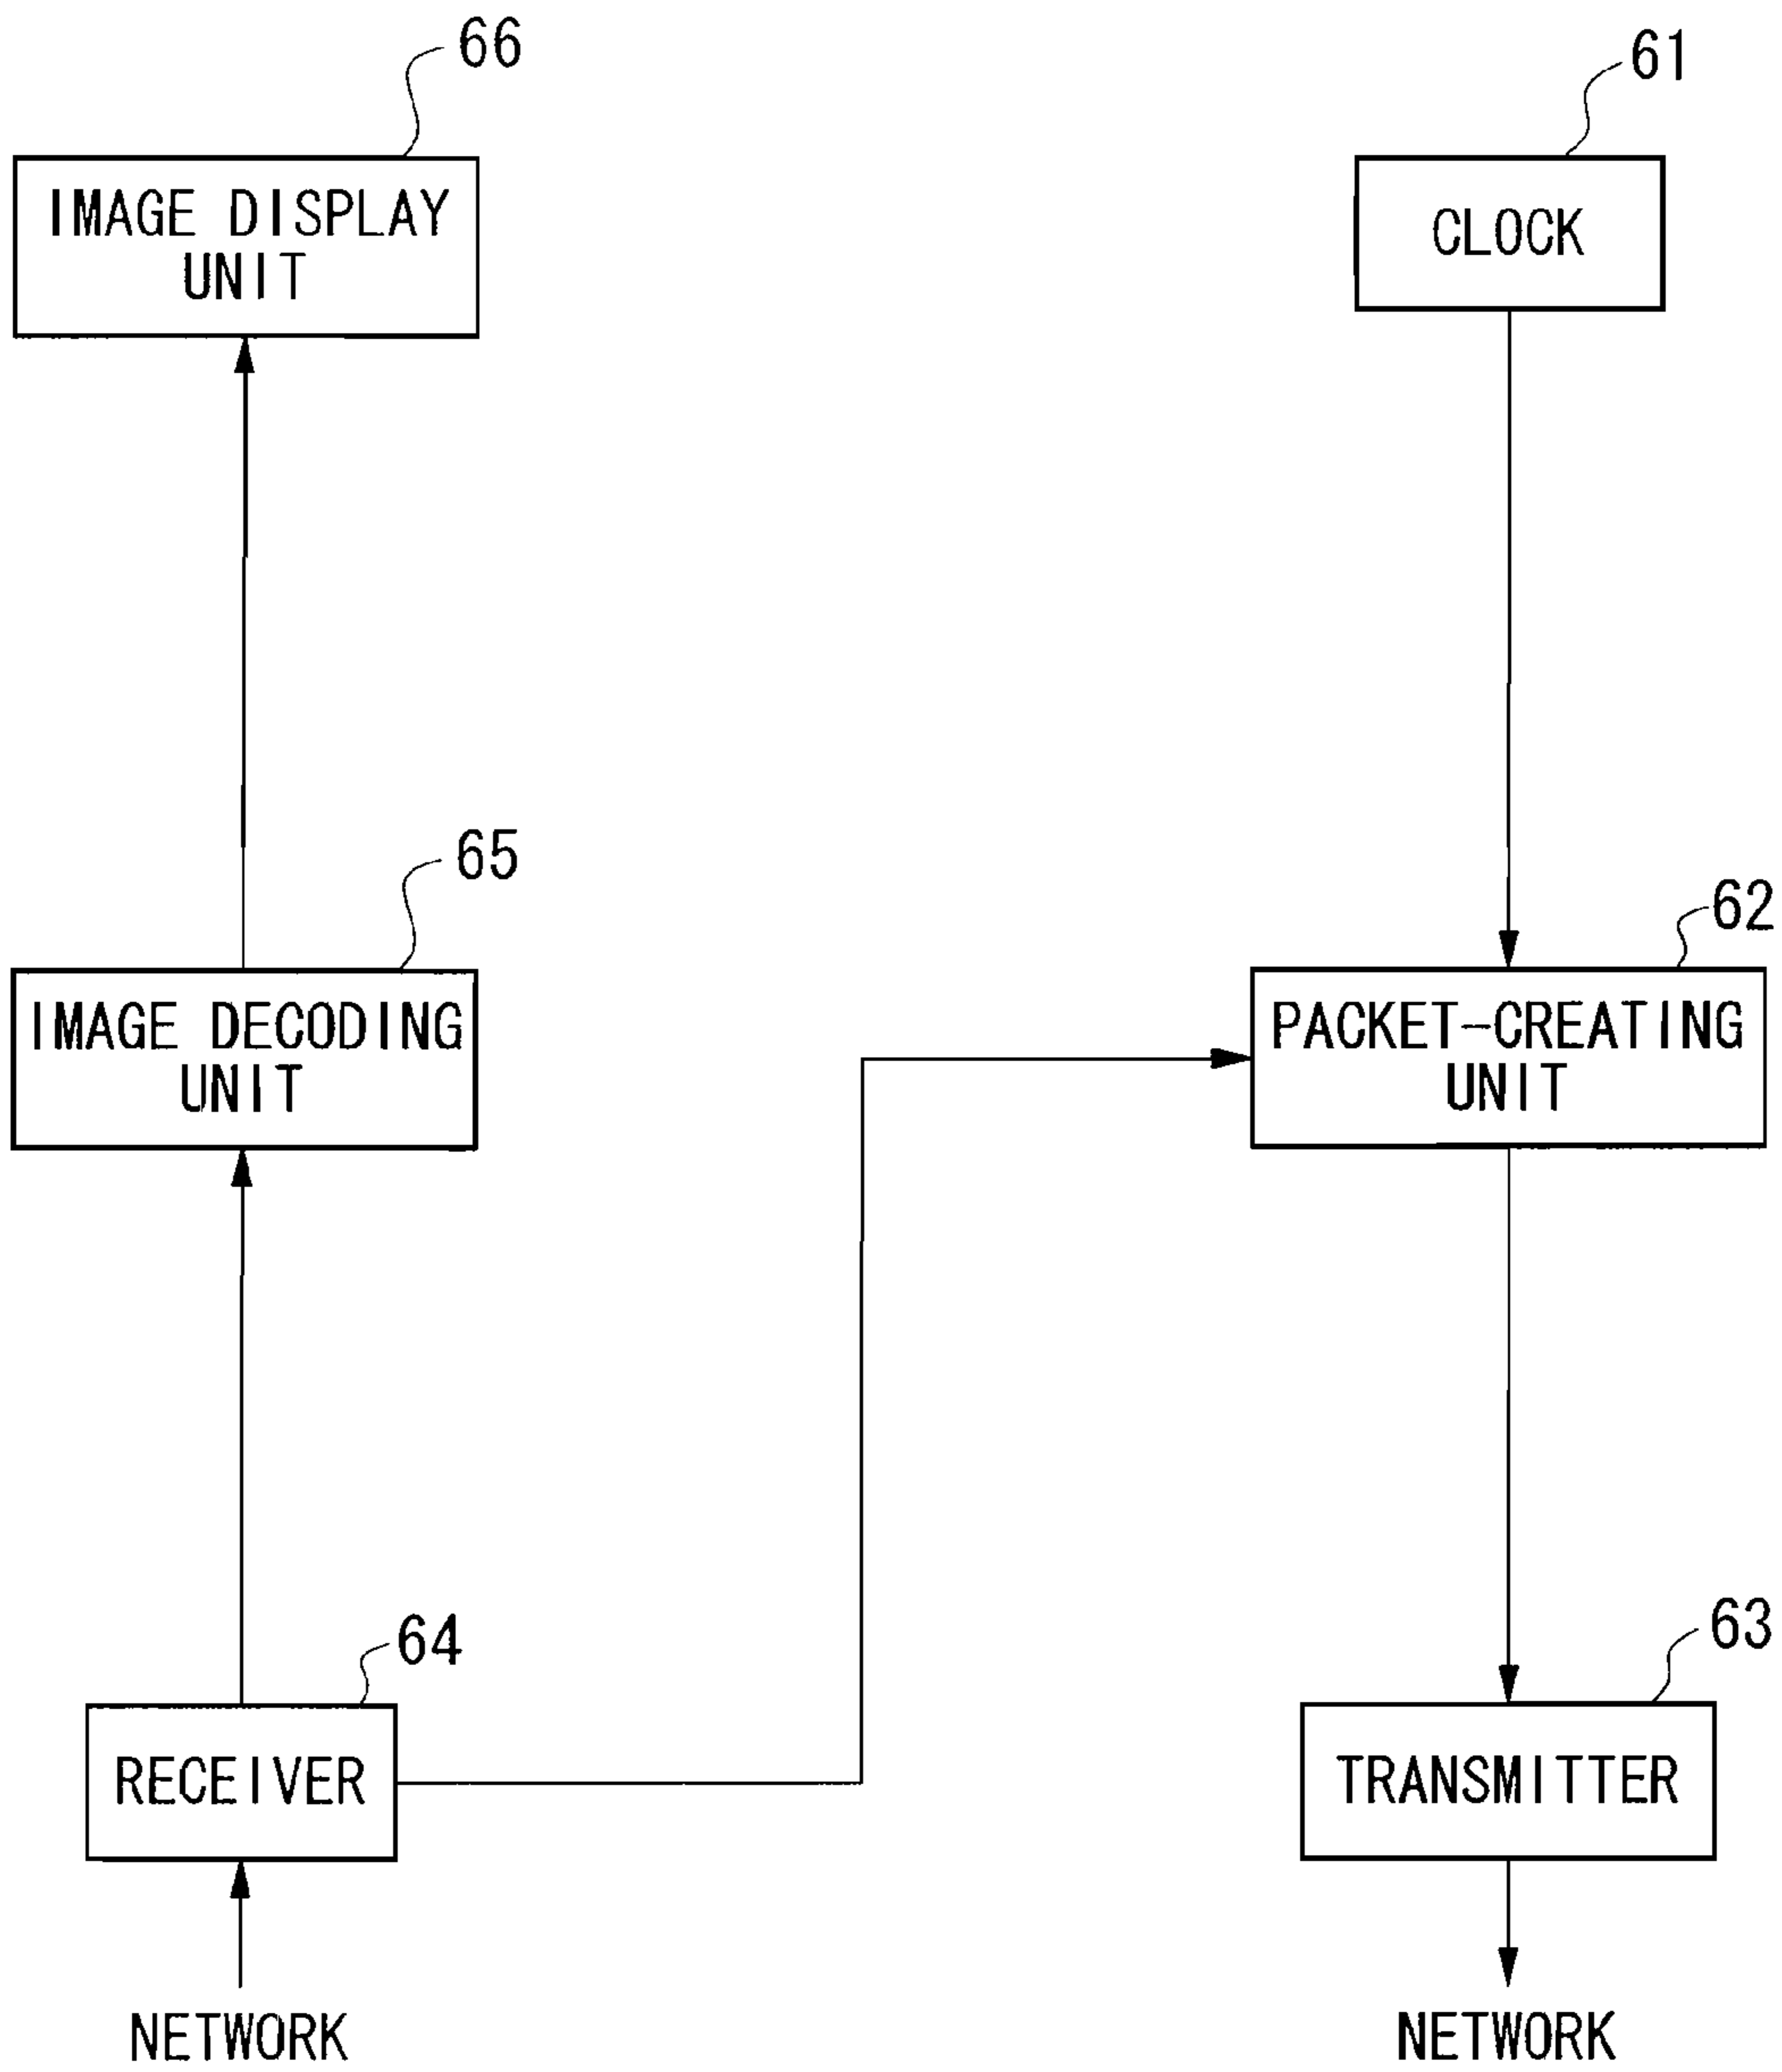 66
61
IMAGE DISPLAY
UNIT
CLOCK
65
62
IMAGE DECODING
UNIT
PACKET-CREATING
UNIT
64
63
RECEIVER
TRANSMITTER
NETWORK
NETWORK